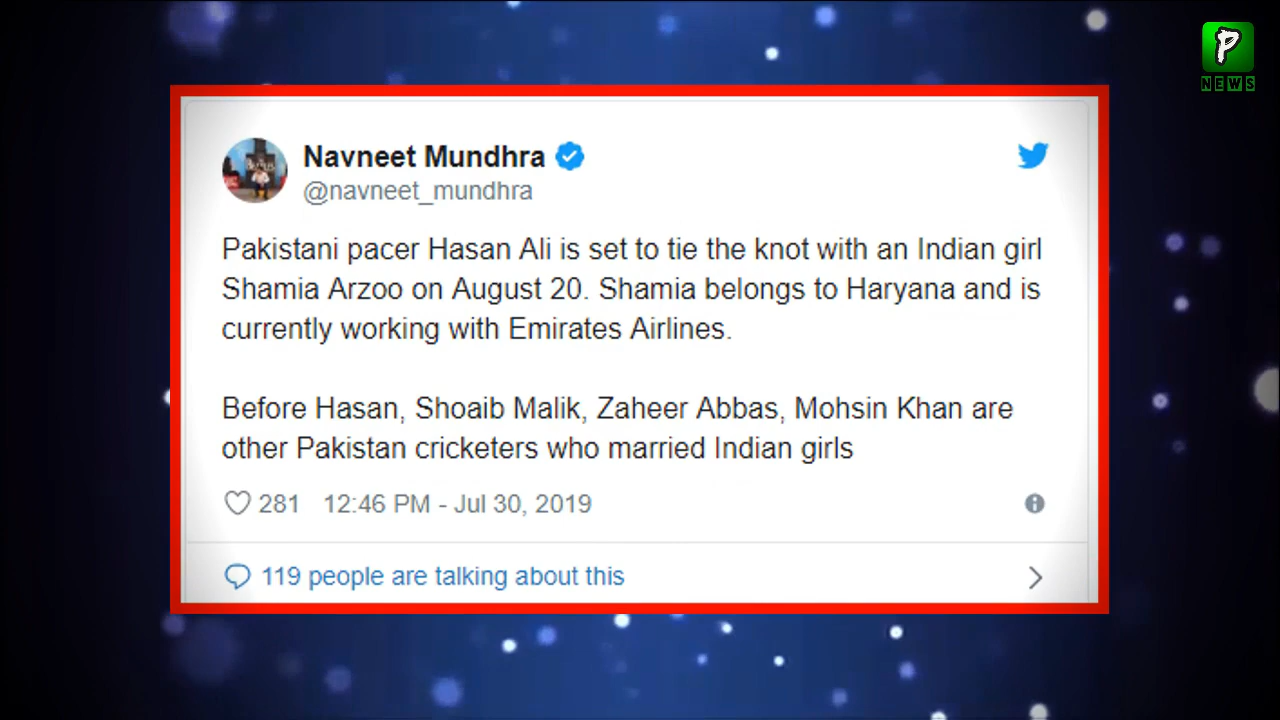 P
NEWS
Navneet Mundhra
@navneet_mundhra
Pakistani pacer Hasan Ali is set to tie the knot with an Indian girl
Shamia Arzoo on August 20. Shamia belongs to Haryana and is
currently working with Emirates Airlines.
Before Hasan, Shoaib Malik, Zaheer Abbas, Mohsin Khan are
other Pakistan cricketers who married Indian girls
281 12:46 PM - Jul 30, 2019
119 people are talking about this